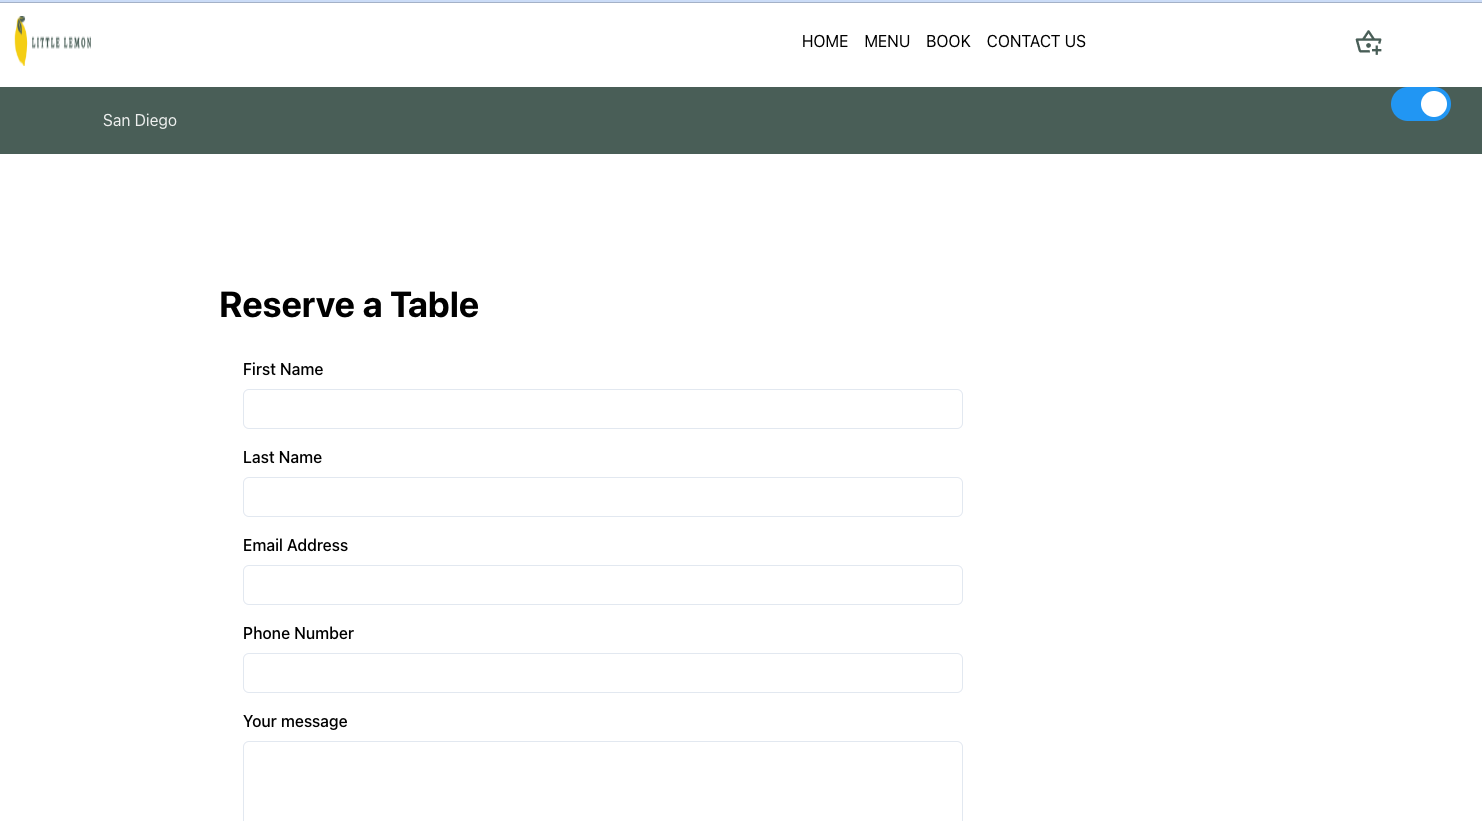 LITTLE LEMON
HOME MENU BOOK CONTACT US
San Diego
Reserve a Table
First Name
Last Name
Email Address
Phone Number
Your message